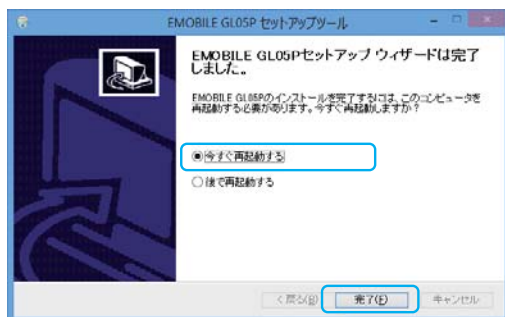 EMOBILE GL05P セットアップツール
EMOBILE GL05Pセットアップ ウィザードは完了
しました。
EMOBILE GL05Pのインストールを完了するには、このコンピュータを
再起動する必要があります。今すぐ再起動しますか？
今すぐ再起動する
後で再起動する
< 戻る(B)
完了(F)
キャンセル